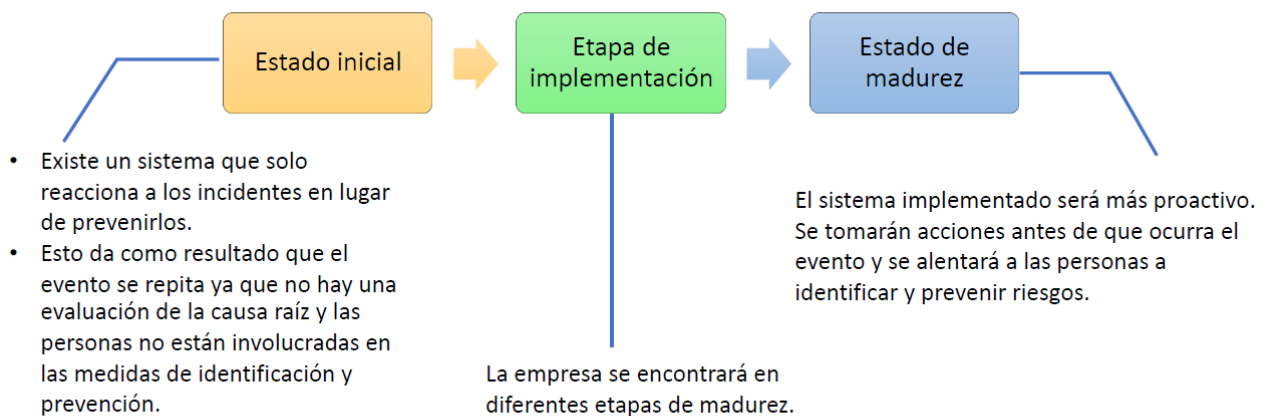 Estado inicial
Etapa de
implementación
Estado de
madurez
• Existe un sistema que solo
reacciona a los incidentes en lugar
de prevenirlos.
• Esto da como resultado que el
evento se repita ya que no hay una
evaluación de la causa raíz y las
personas no están involucradas en
las medidas de identificación y
prevención.
La empresa se encontrará en
diferentes etapas de madurez.
El sistema implementado será más proactivo.
Se tomarán acciones antes de que ocurra el
evento y se alentará a las personas a
identificar y prevenir riesgos.